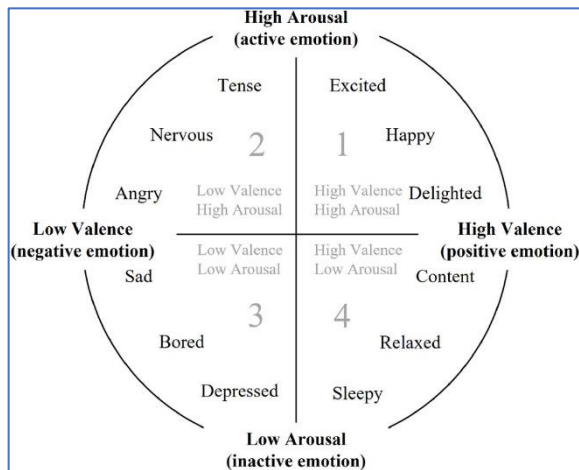 High Arousal
(active emotion)
Tense
Excited
Nervous
2
1
Happy
Angry
Low Valence
High Arousal
High Valence
High Arousal
Delighted
Low Valence
(negative emotion)
High Valence
(positive emotion)
Low Valence
Low Arousal
High Valence
Low Arousal
Sad
Content
3
4
Bored
Relaxed
Depressed
Sleepy
Low Arousal
(inactive emotion)